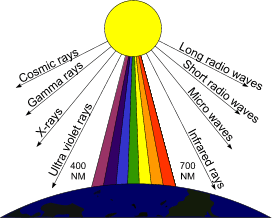 Cosmic rays
Gamma rays
X-rays
Ultra violet rays
400
NM
700
NM
Long radio waves
Short radio waves
Micro waves
Infrared rays